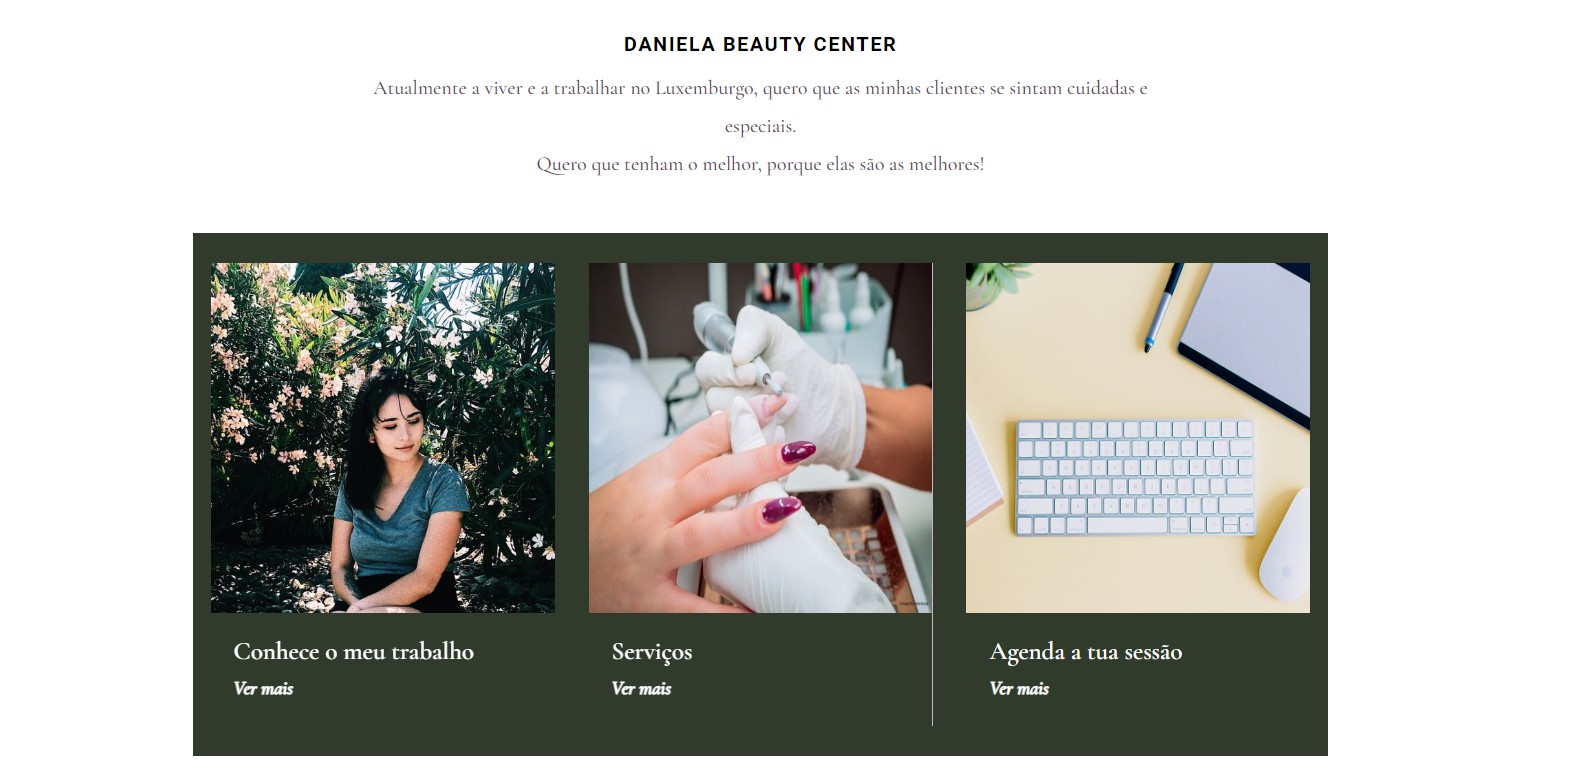 DANIELA BEAUTY CENTER
Atualmente a viver e a trabalhar no Luxemburgo, quero que as minhas clientes se sintam cuidadas e
especiais.
Quero que tenham o melhor, porque elas são as melhores!
Conhece o meu trabalho
Ver mais
Serviços
Ver mais
Agenda a tua sessão
Ver mais